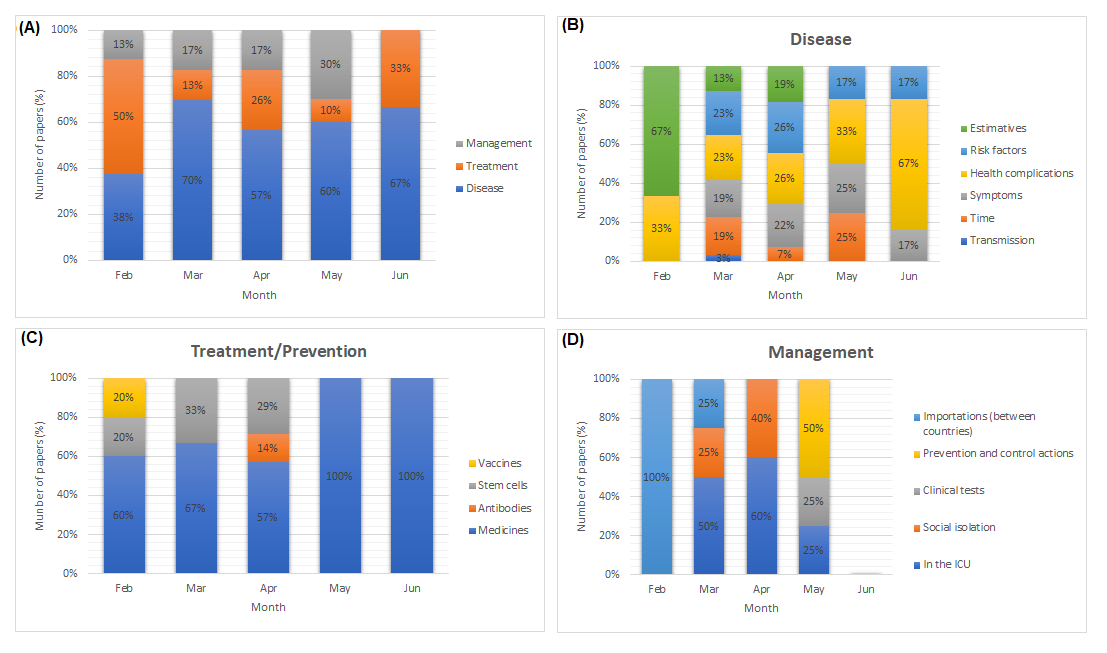 (A)
100%
80%
60%
40%
20%
0%
Number of papers (%)
13%
50%
38%
17%
13%
70%
17%
26%
57%
30%
10%
60%
33%
67%
Feb Mar Apr May Jun
Month
Management
Treatment
Disease
(B)
Disease
100%
80%
60%
40%
20%
0%
Number of papers (%)
67%
33%
13%
23%
23%
19%
19%
3%
19%
26%
26%
22%
7%
17%
33%
25%
25%
17%
67%
17%
Feb Mar Apr May Jun
Month
Estimatives
Risk factors
Health complications
Symptoms
Time
Transmission
(C)
Treatment/Prevention
100%
80%
60%
40%
20%
0%
Munber of papers (%)
20%
20%
60%
33%
67%
29%
14%
57%
100%
100%
Feb Mar Apr May Jun
Month
Vaccines
Stem cells
Antibodies
Medicines
(D)
Management
100%
80%
60%
40%
20%
0%
Number of papers (%)
100%
25%
25%
50%
40%
60%
50%
25%
25%
Feb Mar Apr May Jun
Month
Importations (between
countries)
Prevention and control actions
Clinical tests
Social isolation
In the ICU